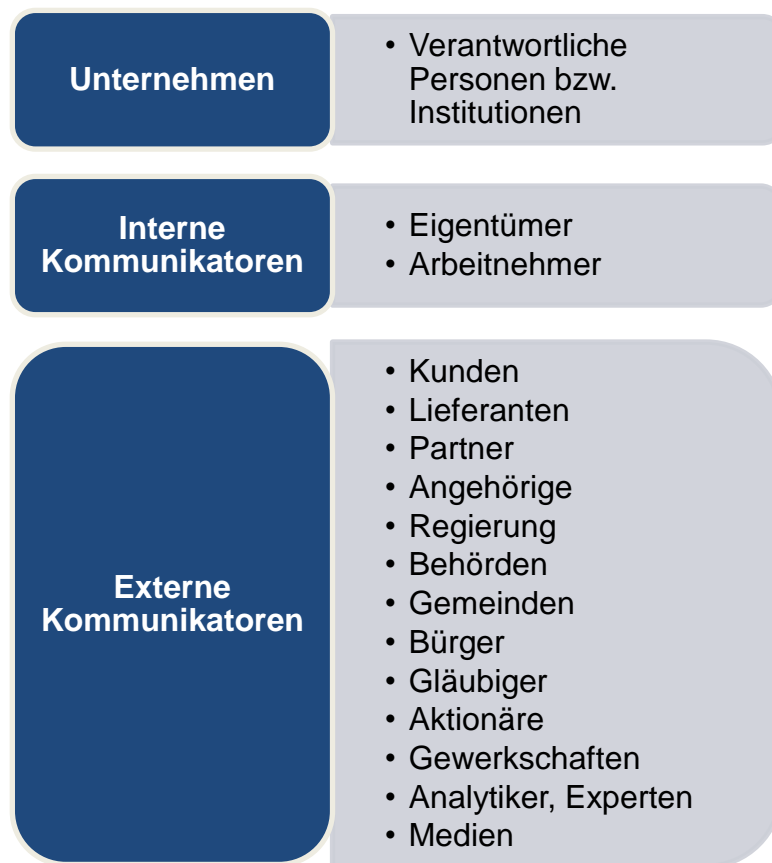 Unternehmen
• Verantwortliche
Personen bzw.
Institutionen
Interne
Kommunikatoren
• Eigentümer
• Arbeitnehmer
Externe
Kommunikatoren
• Kunden
• Lieferanten
• Partner
• Angehörige
• Regierung
• Behörden
• Gemeinden
• Bürger
• Gläubiger
• Aktionäre
• Gewerkschaften
• Analytiker, Experten
• Medien